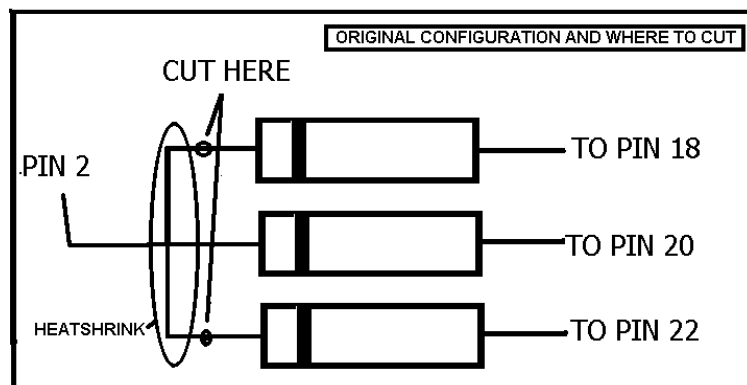 ORIGINAL CONFIGURATION AND WHERE TO CUT
CUT HERE
TO PIN 18
PIN 2
TO PIN 20
HEATSHRINK
TO PIN 22